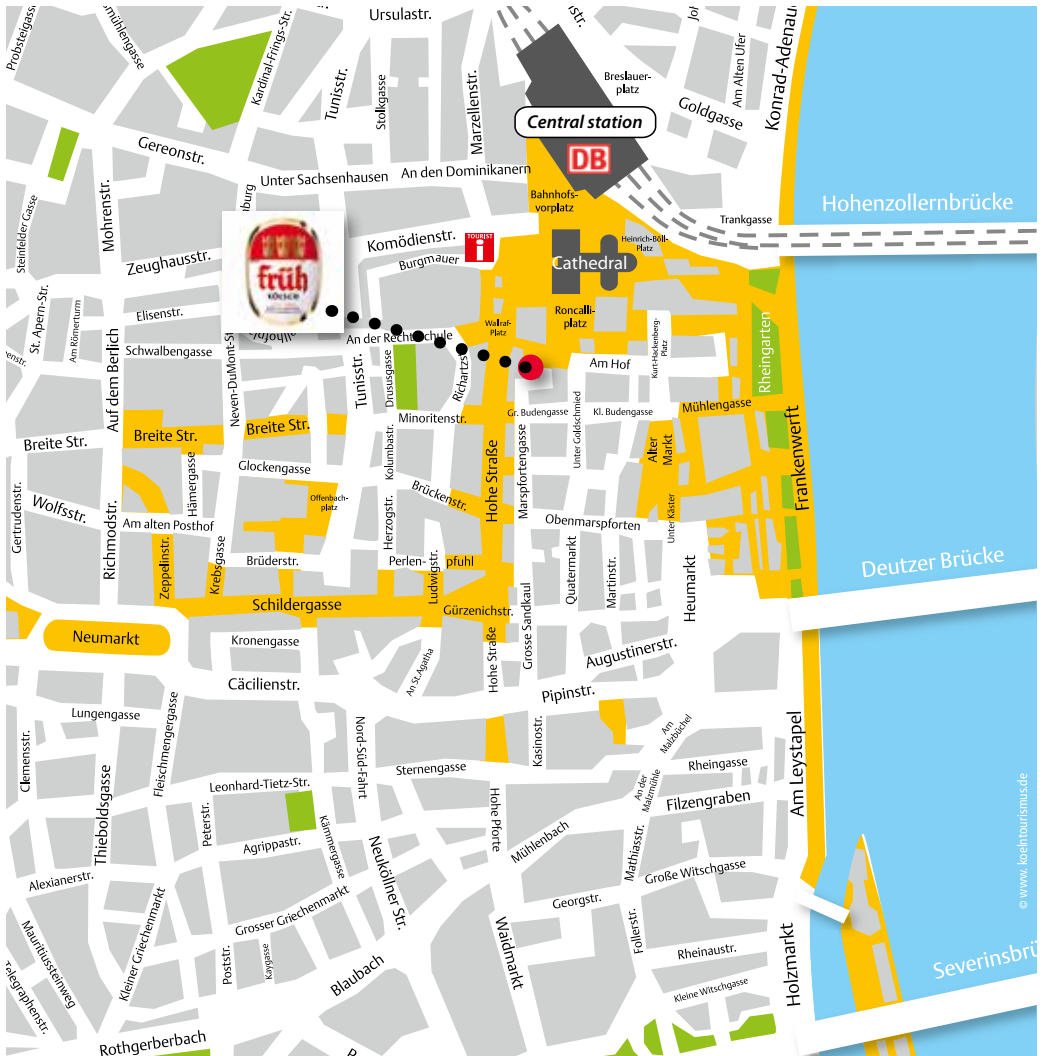 Probsteigasse
Kardinal-Frings-Str.
Tunisstr.
Ursulastr.
Stolkgasse
Marzellenstr.
Breslauer-
platz
Goldgasse
Am Alten Ufer
Konrad-Adenau
Central station
DB
Gereonstr.
Unter Sachsenhausen
An den Dominikanern
Bahnhofs-
vorplatz
Trankgasse
Hohenzollernbrücke
Steinfelder Gasse
Mohrenstr.
Zeughausstr.
Komödienstr.
TOURIST
i
Burgmauer
Heinrich-Böll-
Platz
Cathedral
früh
KÖLSCH
St. Apern-Str.
Am Römerturm
Elisenstr.
Schwalbengasse
Auf dem Berlich
Neven-DuMont-St
An der Rechtschule
Wallraf-
Platz
Roncalli-
platz
Kurt-Hackenberg-
Platz
Am Hof
Rheingarten
Tunisstr.
Drususgasse
Richartzs
Minoritenstr.
Gr. Budengasse
Kl. Budengasse
Mühlengasse
Breite Str.
Breite Str.
Breite Str.
Glockengasse
Kolumbastr.
Hohe Straße
Marspfortengasse
Unter Goldschmied
Alter
Markt
Frankenwerft
Gertrudenstr.
Wolfsstr.
Hämergasse
Offenbach-
platz
Brückenstr.
Am alten Posthof
Richmodstr.
Zeppelinstr.
Krebsgasse
Brüderstr.
Herzogstr.
Perlen-
pfuhl
Ludwigstr.
Obenmarspforten
Unter Käster
Quatermarkt
Martinstr.
Heumarkt
Deutzer Brücke
Schildergasse
Gürzenichstr.
Neumarkt
Kronengasse
An St.Agatha
Hohe Straße
Grosse Sandkaul
Augustinerstr.
Cäcilienstr.
Pipinstr.
Lungengasse
Clemensstr.
Fleischmengergasse
Nord-Süd-Fahrt
Kasinostr.
Am
Malzbüchel
Am Leystapel
Thieboldsgasse
Leonhard-Tietz-Str.
Sternengasse
Rheingasse
An der
Malzmühle
Filzengraben
Peterstr.
Agrippastr.
Kämmergasse
Neuköllner Str.
Hohe Pforte
Mühlenbach
Mathiasstr.
Große Witschgasse
Alexianerstr.
Kleiner Griechenmarkt
Grosser Griechenmarkt
Georgstr.
Mauritiussteinweg
Telegraphenstr.
Poststr.
Kaygasse
Blaubach
Waidmarkt
Follerstr.
Rheinaustr.
Kleine Witschgasse
Holzmarkt
Severinsbrü
Rothgerberbach
© www. koelntourismus.de